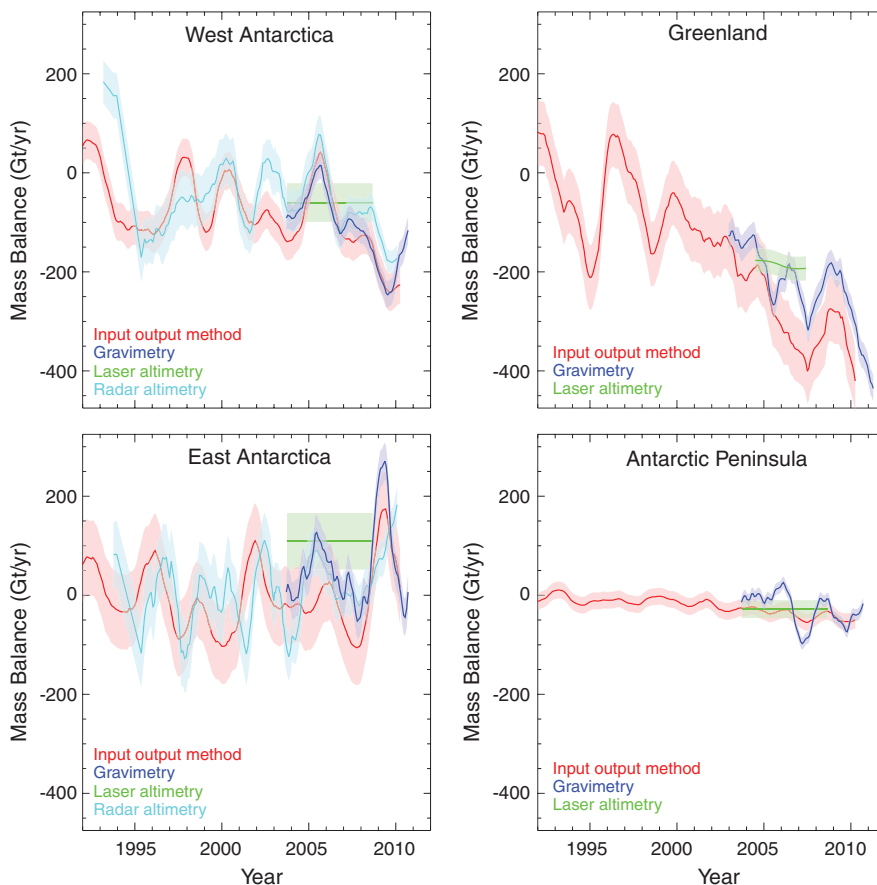 West Antarctica
Mass Balance (Gt/yr)
200
0
-200
-400
Input output method
Gravimetry
Laser altimetry
Radar altimetry
Greenland
Mass Balance (Gt/yr)
200
0
-200
-400
Input output method
Gravimetry
Laser altimetry
East Antarctica
Mass Balance (Gt/yr)
200
0
-200
-400
Input output method
Gravimetry
Laser altimetry
Radar altimetry
1995 2000 2005 2010
Year
Antarctic Peninsula
Mass Balance (Gt/yr)
200
0
-200
-400
Input output method
Gravimetry
Laser altimetry
1995 2000 2005 2010
Year